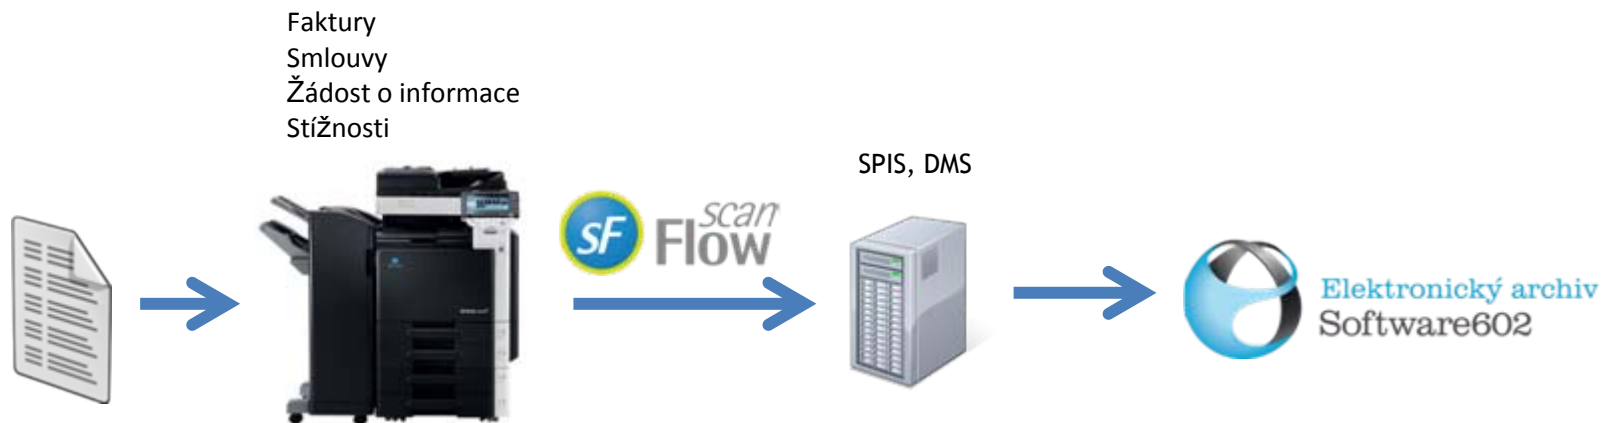 Faktury
Smlouvy
Žádost o informace
Stížnosti
SPIS, DMS
SF scan
Flow
Elektronický archiv
Software602